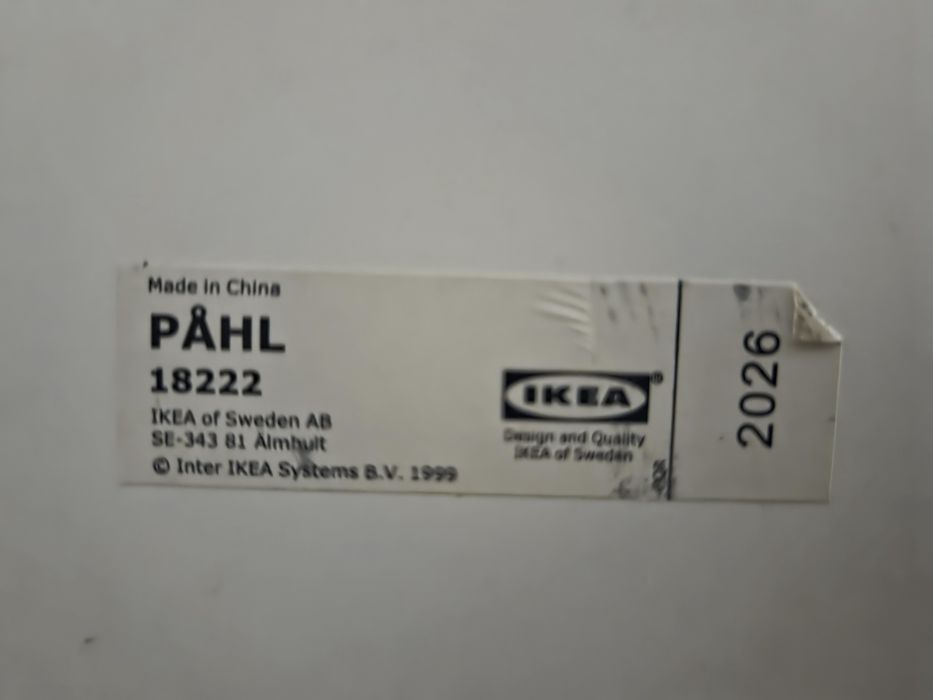 Made in China
PÅHL
18222
IKEA of Sweden AB
SE-343 81 Älmhult
© Inter IKEA Systems B.V. 1999
IKEA®
Design and Quality
IKEA of Sweden
2026